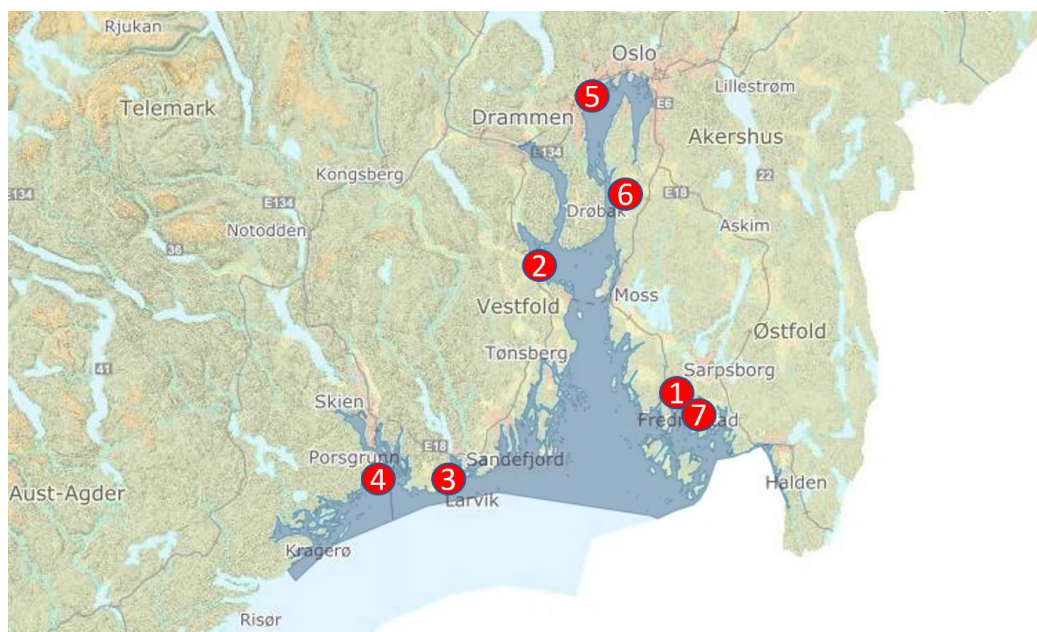 Rjukan
Oslo
5
Lillestrøm
Telemark
Drammen
E6
Akershus
E134
Kongsberg
22
E134
E134
6
E18
Drøbak
Askim
Notodden
36
2
Moss
Vestfold
Østfold
Tønsberg
41
Sarpsborg
1
Skien
7
E18
Porsgrunn
Sandefjord
4
3
Halden
Aust-Agder
Larvik
Kragerø
Risør